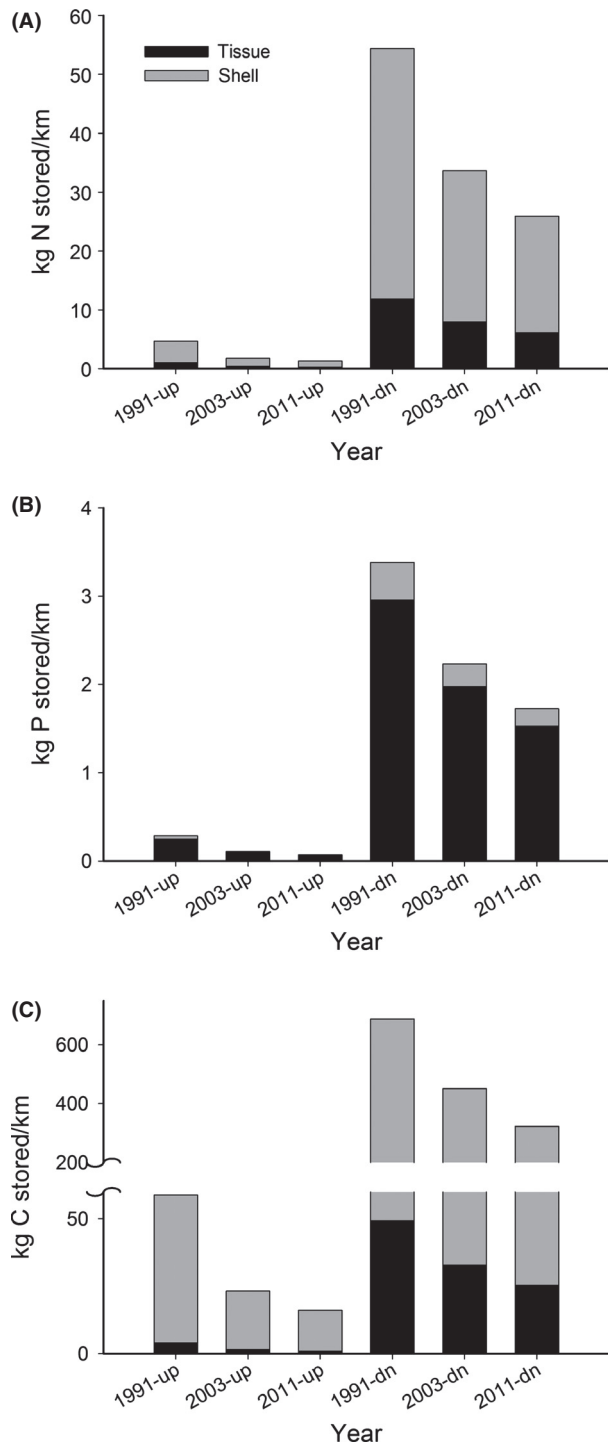 (A)
60
50
40
30
20
10
0
kg N stored/km
Tissue
Shell
1991-up 2003-up 2011-up 1991-dn 2003-dn 2011-dn
Year
(B)
4
3
2
1
0
kg P stored/km
1991-up 2003-up 2011-up 1991-dn 2003-dn 2011-dn
Year
(C)
600
400
200
50
0
kg C stored/km
1991-up 2003-up 2011-up 1991-dn 2003-dn 2011-dn
Year